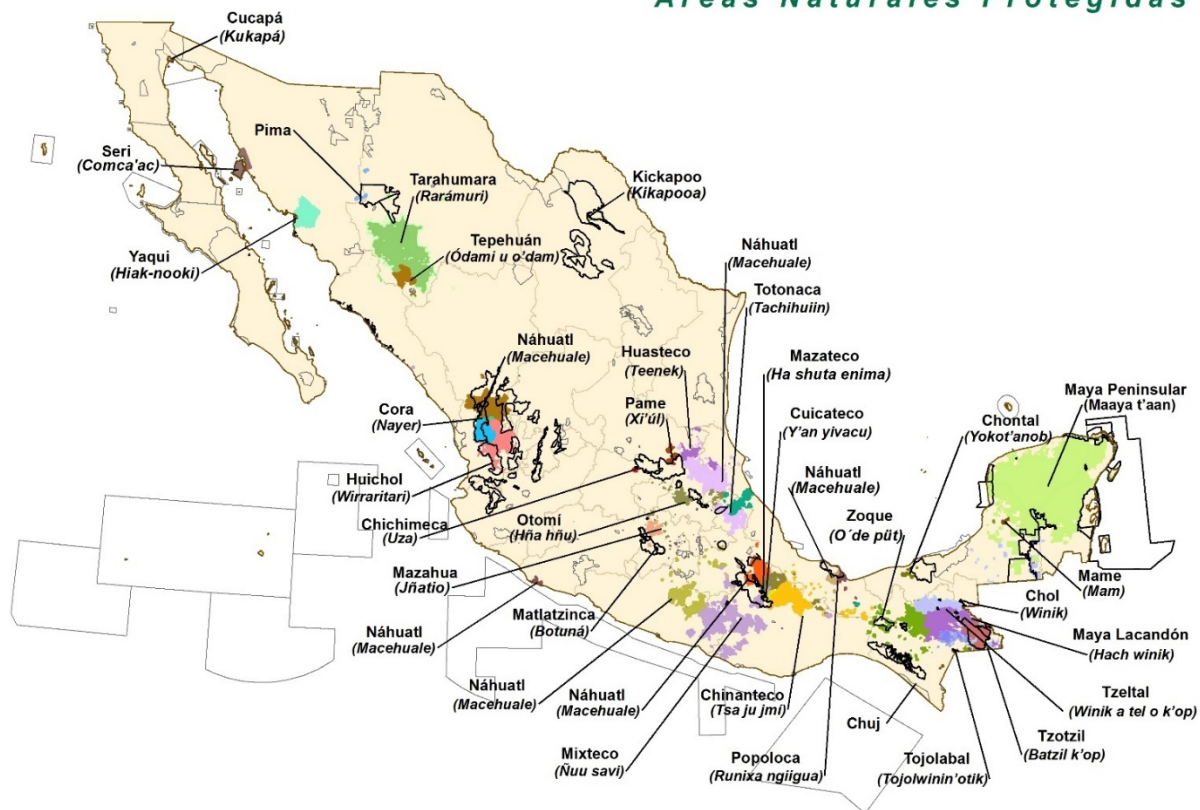 Áreas Naturales Protegidas
Cucapá
(Kukapá)
Pima
Seri
(Comca'ac)
Tarahumara
(Rarámuri)
Kickapoo
(Kikapooa)
Tepehuán
(Ódami u o'dam)
Yaqui
(Hiak-nooki)
Náhuatl
(Macehuale)
Totonaca
(Tachihuiin)
Náhuatl
(Macehuale)
Huasteco
(Teenek)
Mazateco
(Ha shuta enima)
Maya Peninsular
(Maaya t'aan)
Cora
(Nayer)
Pame
(Xi'úl)
Cuicateco
(Y'an yivacu)
Chontal
(Yokot'anob)
Huichol
(Wirraritari)
Náhuatl
(Macehuale)
Chichimeca
(Uza)
Otomí
(Hña hñu)
Zoque
(O´de püt)
Mazahua
(Jñatio)
Mame
(Mam)
Matlatzinca
(Botuná)
Chol
(Winik)
Náhuatl
(Macehuale)
Maya Lacandón
(Hach winik)
Náhuatl
(Macehuale)
Náhuatl
(Macehuale)
Chinanteco
(Tsa ju jmí)
Chuj
Tzeltal
(Winik a tel o k'op)
Mixteco
(Ñuu savi)
Popoloca
(Runixa ngiigua)
Tojolabal
(Tojolwinin'otik)
Tzotzil
(Batzil k'op)